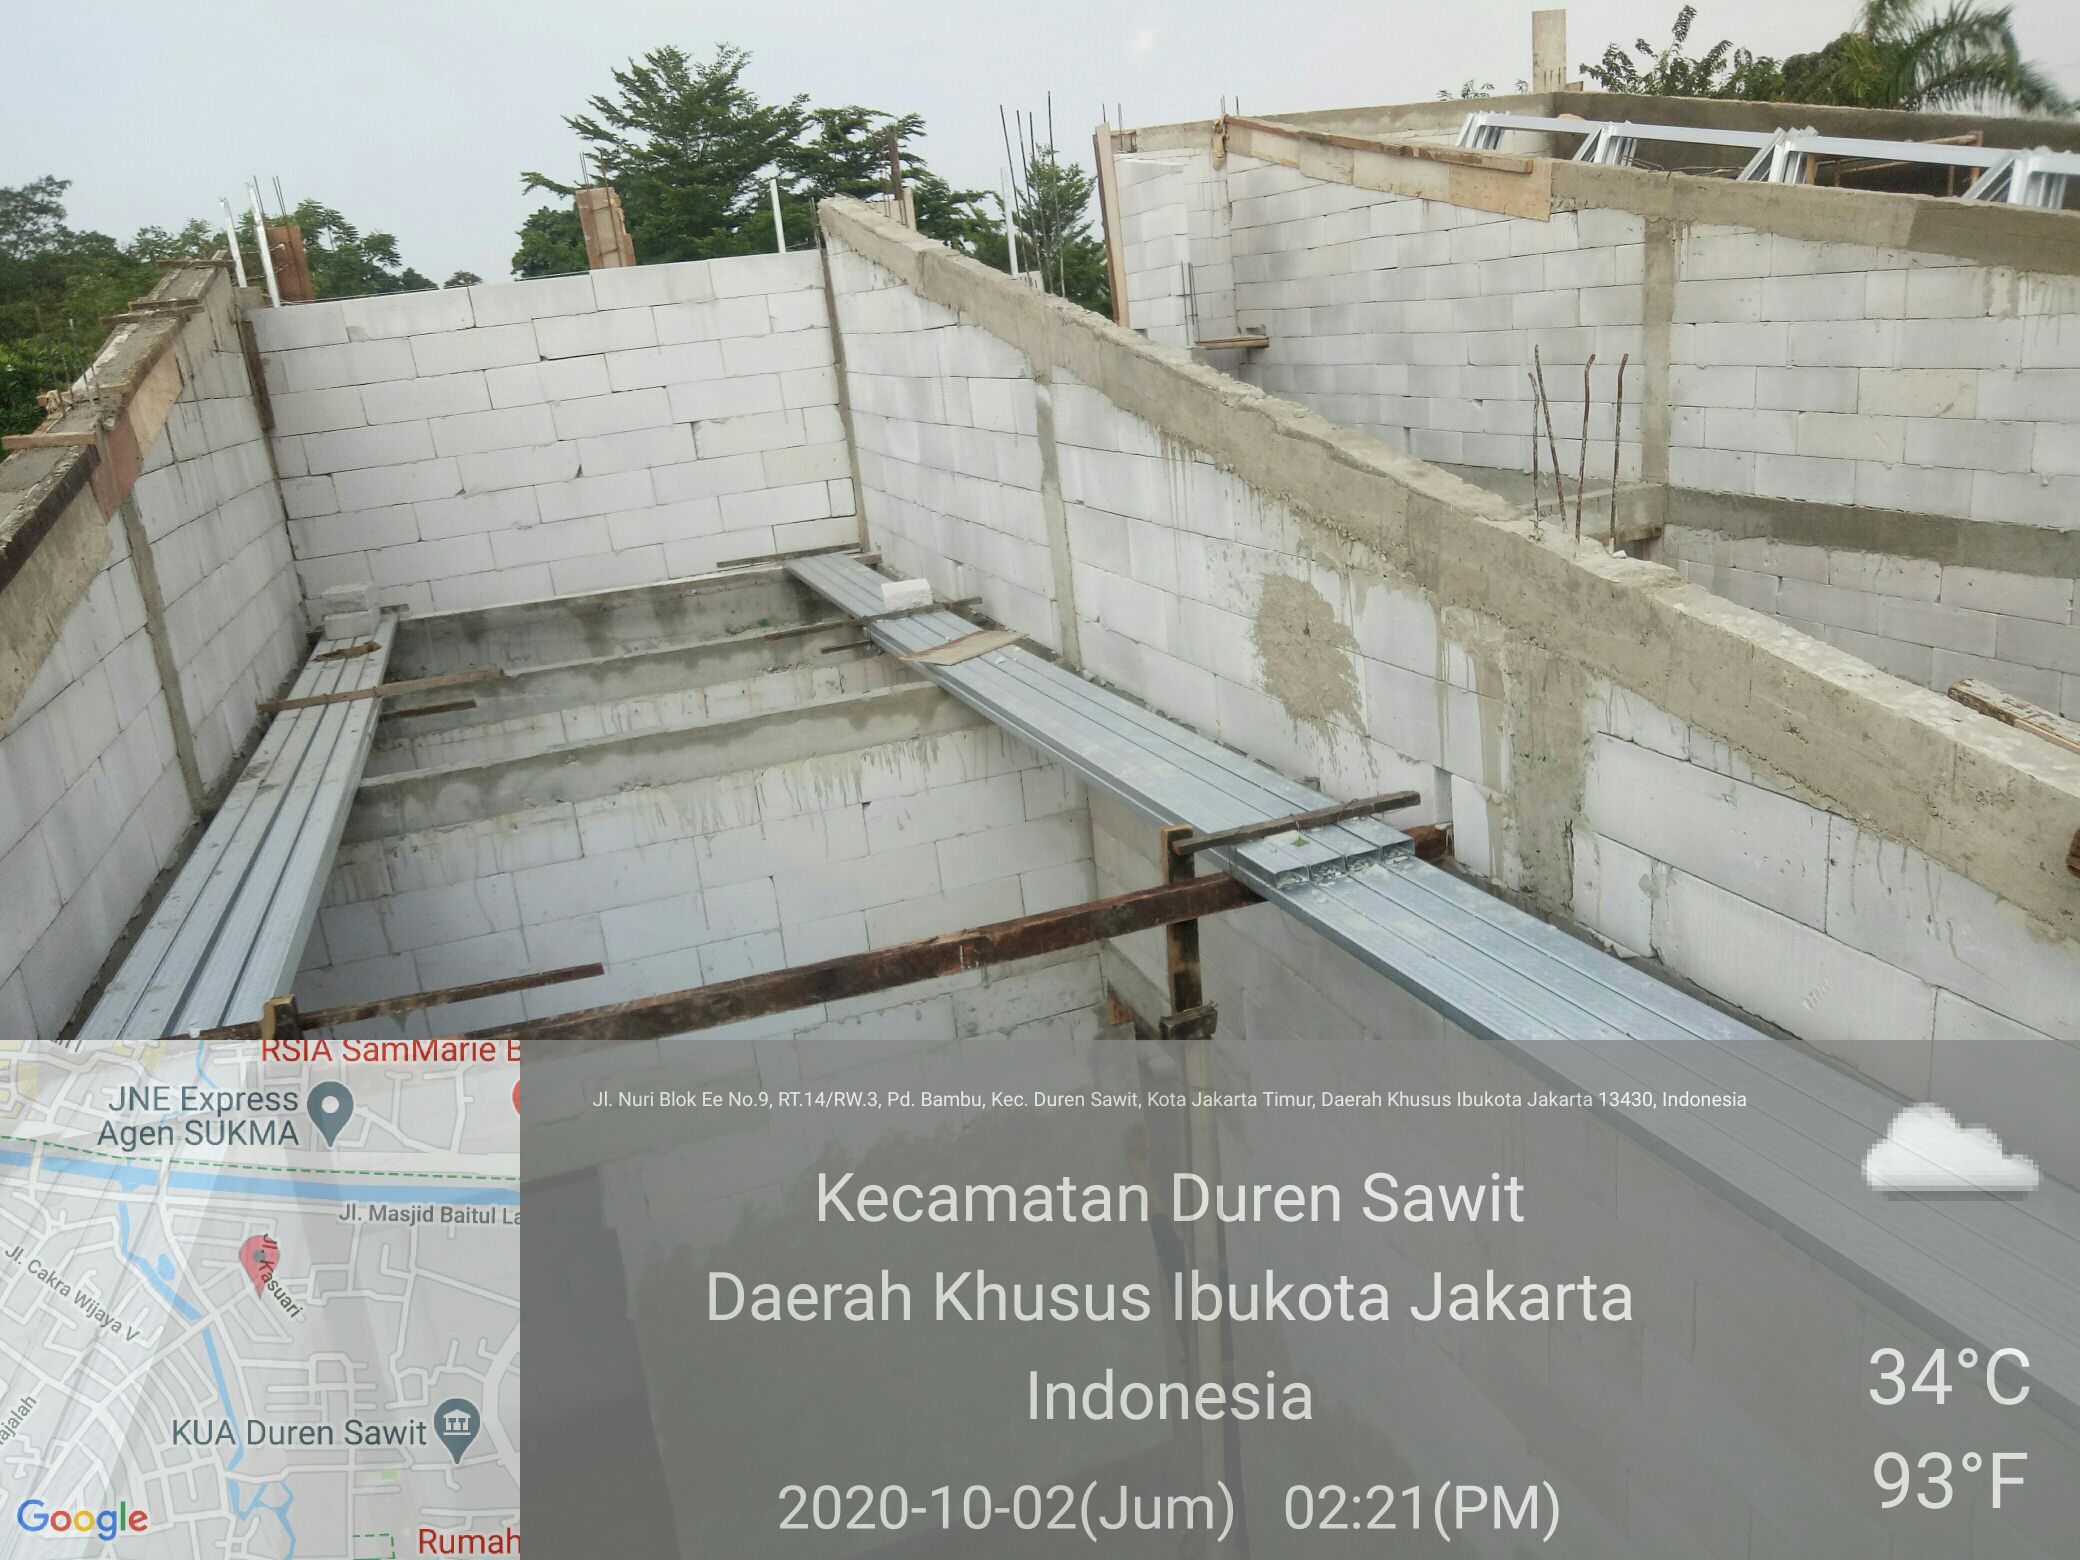 RSIA SamMarie B
JNE Express
Agen SUKMA
Jl. Masjid Baitul La
Jl. Kasuari
Jl. Cakra Wijaya V
KUA Duren Sawit
Google
Rumah
Jl. Nuri Blok Ee No.9, RT.14/RW.3, Pd. Bambu, Kec. Duren Sawit, Kota Jakarta Timur, Daerah Khusus Ibukota Jakarta 13430, Indonesia
Kecamatan Duren Sawit
Daerah Khusus Ibukota Jakarta
Indonesia
2020-10-02(Jum) 02:21(PM)
34°C
93°F